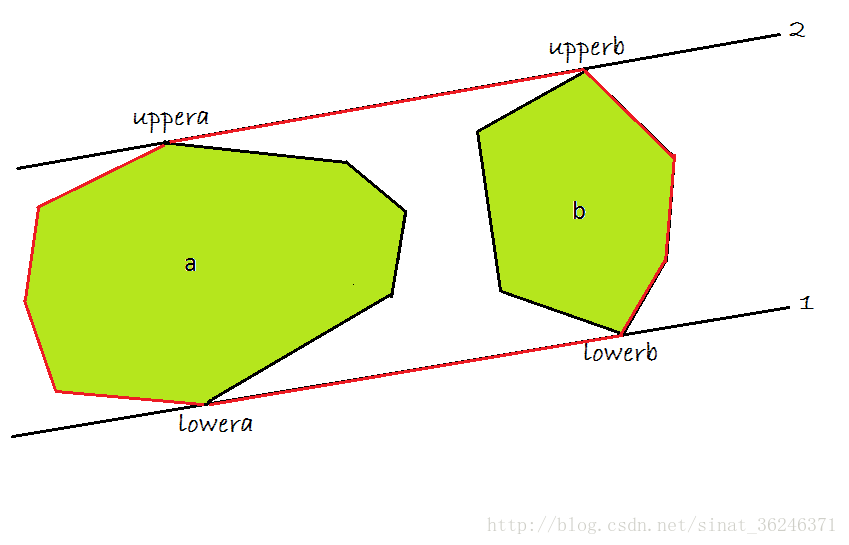 2
upperb
uppera
b
a
1
lowerb
lowera
http://blog.csdn.net/sinat_36246371